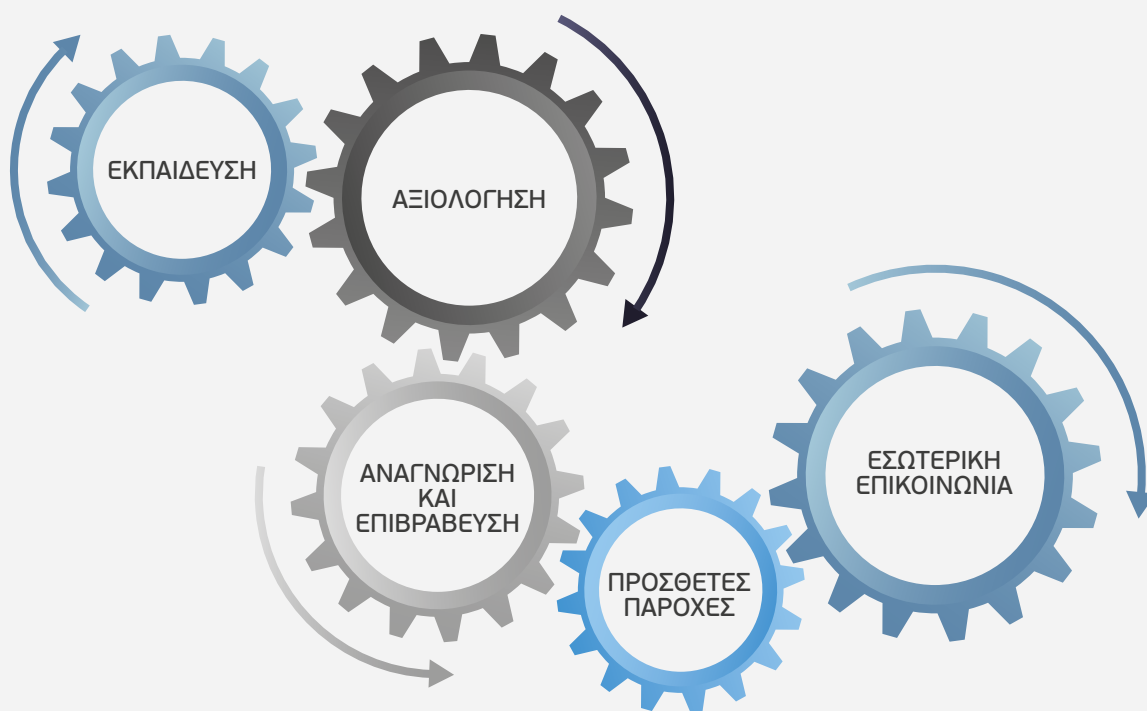 ΕΚΠΑΙΔΕΥΣΗ
ΑΞΙΟΛΟΓΗΣΗ
ΑΝΑΓΝΩΡΙΣΗ
ΚΑΙ
ΕΠΙΒΡΑΒΕΥΣΗ
ΠΡΟΣΘΕΤΕΣ
ΠΑΡΟΧΕΣ
ΕΣΩΤΕΡΙΚΗ
ΕΠΙΚΟΙΝΩΝΙΑ